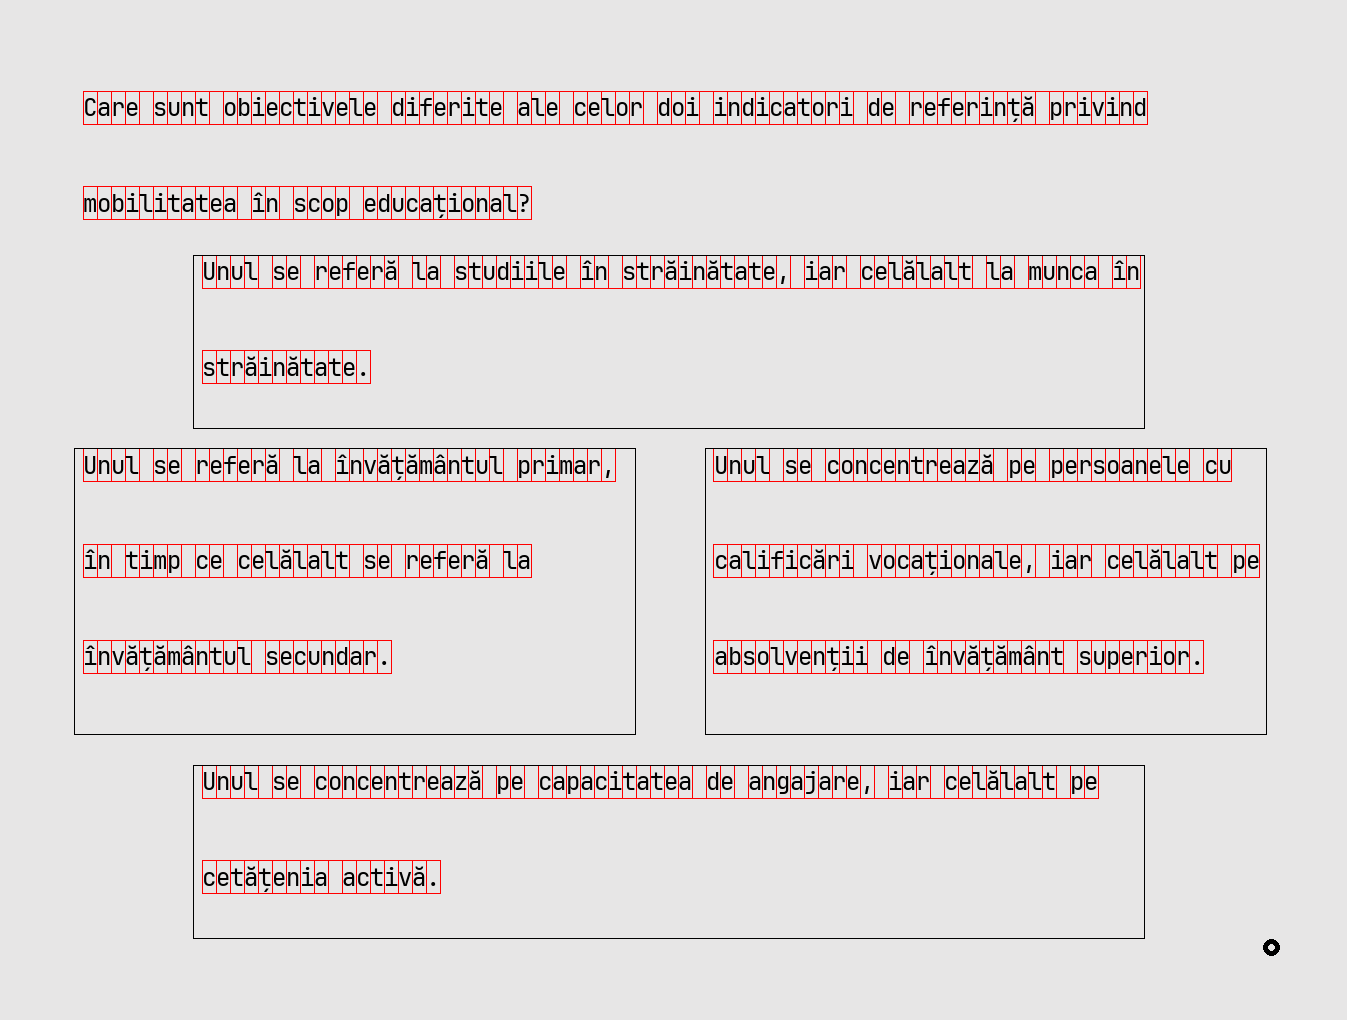 Care sunt obiectivele diferite ale celor doi indicatori de referință privind
mobilitatea în scop educațional?
Unul se referă la studiile în străinătate, iar celălalt la munca în
străinătate.
Unul se referă la învățământul primar,
în timp ce celălalt se referă la
învățământul secundar.
Unul se concentrează pe persoanele cu
calificări vocaționale, iar celălalt pe
absolvenții de învățământ superior.
Unul se concentrează pe capacitatea de angajare, iar celălalt pe
cetățenia activă.